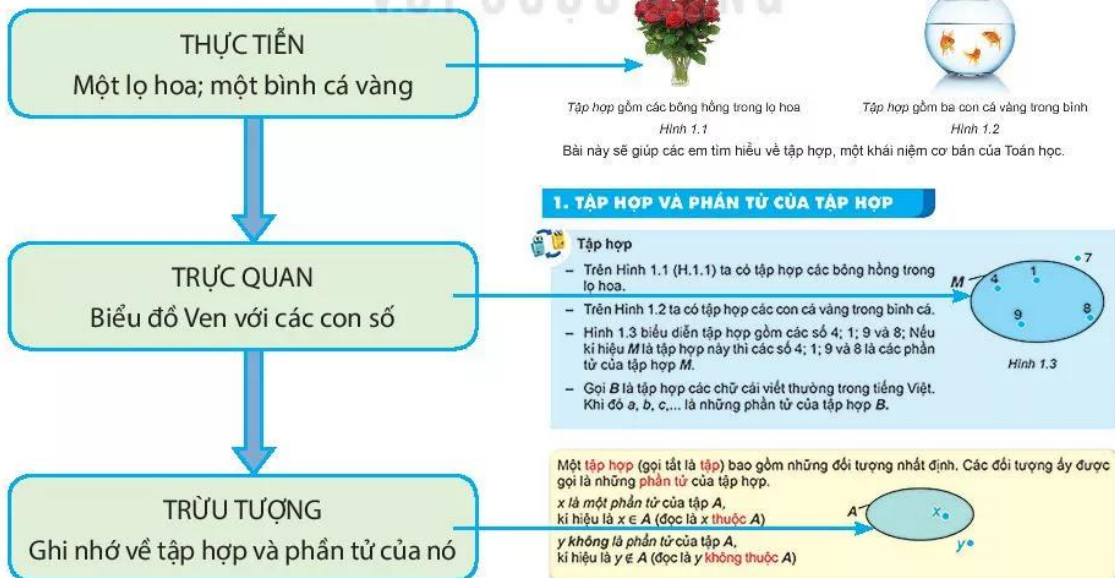 THỰC TIỄN
Một lọ hoa; một bình cá vàng
TRỰC QUAN
Biểu đồ Ven với các con số
TRỪU TƯỢNG
Ghi nhớ về tập hợp và phần tử của nó
Tập hợp gồm các bông hồng trong lọ hoa
Hình 1.1
Tập hợp gồm ba con cá vàng trong bình
Hình 1.2
Bài này sẽ giúp các em tìm hiểu về tập hợp, một khái niệm cơ bản của Toán học.
1. TẬP HỢP VÀ PHẦN TỬ CỦA TẬP HỢP
Tập hợp
– Trên Hình 1.1 (H.1.1) ta có tập hợp các bông hồng trong
lọ hoa.
– Trên Hình 1.2 ta có tập hợp các con cá vàng trong bình cá.
– Hình 1.3 biểu diễn tập hợp gồm các số 4; 1; 9 và 8; Nếu
kí hiệu M là tập hợp này thì các số 4; 1; 9 và 8 là các phần
tử của tập hợp M.
– Gọi B là tập hợp các chữ cái viết thường trong tiếng Việt.
Khi đó a, b, c,... là những phần tử của tập hợp B.
7
M
4
1
9
8
Hình 1.3
Một tập hợp (gọi tắt là tập) bao gồm những đối tượng nhất định. Các đối tượng ấy được
gọi là những phần tử của tập hợp.
x là một phần tử của tập A,
kí hiệu là x ∈ A (đọc là x thuộc A)
y không là phần tử của tập A,
kí hiệu là y ∉ A (đọc là y không thuộc A)
A
x
y